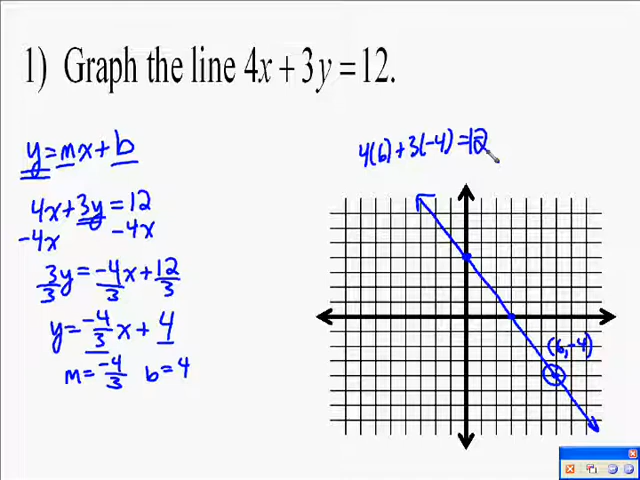 1) Graph the line 4x + 3y = 12.
y = mx + b
4x + 3y = 12
-4x -4x
3y = -4x + 12
3 3 3
y = -4/3 x + 4
m = -4/3 b = 4
4(6) + 3(-4) = 12
(6, -4)